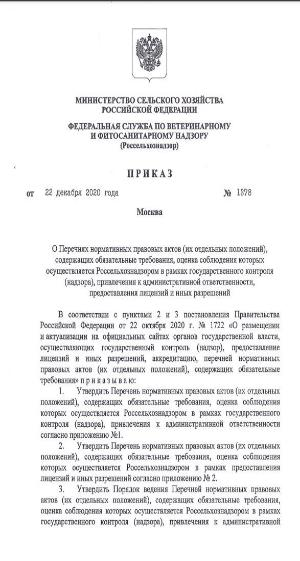 МИНИСТЕРСТВО СЕЛЬСКОГО ХОЗЯЙСТВА
РОССИЙСКОЙ ФЕДЕРАЦИИ
ФЕДЕРАЛЬНАЯ СЛУЖБА ПО ВЕТЕРИНАРНОМУ
И ФИТОСАНИТАРНОМУ НАДЗОРУ
(Россельхознадзор)
ПРИКАЗ
от 22 декабря 2020 года № 1378
Москва
О Перечнях нормативных правовых актов (их отдельных положений),
содержащих обязательные требования, оценка соблюдения которых
осуществляется Россельхознадзором в рамках государственного контроля
(надзора), привлечения к административной ответственности,
предоставления лицензий и иных разрешений
В соответствии с пунктами 2 и 3 постановления Правительства
Российской Федерации от 22 октября 2020 г. № 1722 «О размещении
и актуализации на официальных сайтах органов государственной власти,
осуществляющих государственный контроль (надзор), предоставление
лицензий и иных разрешений, аккредитацию, перечней нормативных
правовых актов (их отдельных положений), содержащих обязательные
требования» п р и к а з ы в а ю:
1. Утвердить Перечень нормативных правовых актов (их отдельных
положений), содержащих обязательные требования, оценка соблюдения
которых осуществляется Россельхознадзором в рамках государственного
контроля (надзора), привлечения к административной ответственности
согласно приложению №1.
2. Утвердить Перечень нормативных правовых актов (их отдельных
положений), содержащих обязательные требования, оценка соблюдения
которых осуществляется Россельхознадзором в рамках предоставления
лицензий и иных разрешений согласно приложению № 2.
3. Утвердить Порядок ведения Перечней нормативных правовых
актов (их отдельных положений), содержащих обязательные требования,
оценка соблюдения которых осуществляется Россельхознадзором в рамках
государственного контроля (надзора), привлечения к административной